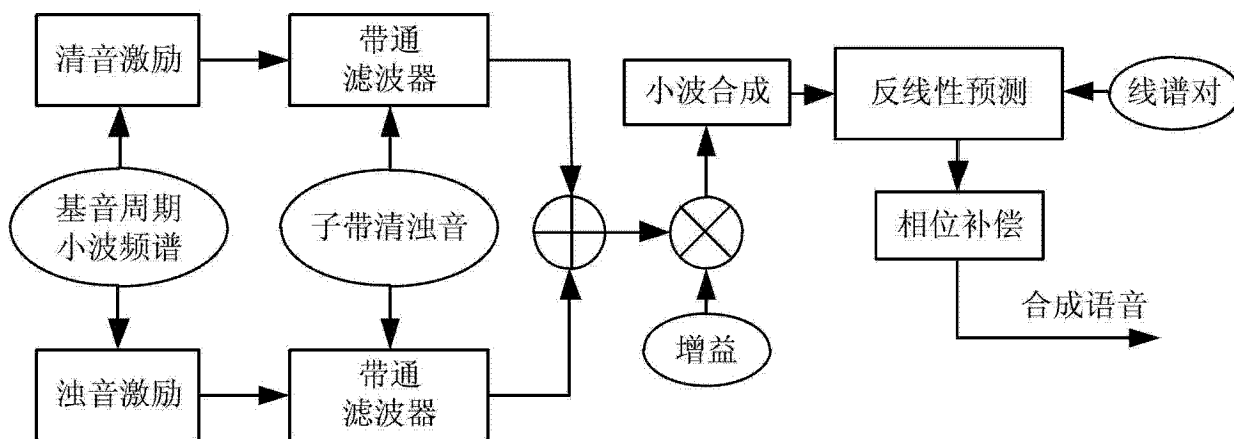 清音激励
带通
滤波器
小波合成
反线性预测
线谱对
基音周期
小波频谱
子带清浊音
相位补偿
合成语音
增益
浊音激励
带通
滤波器